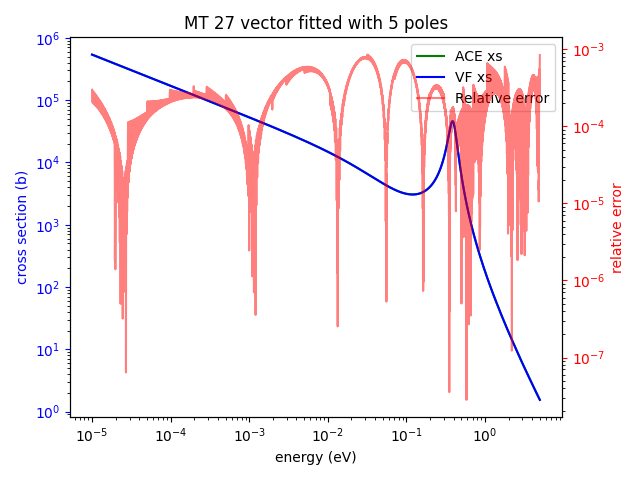 MT 27 vector fitted with 5 poles
ACE xs
VF xs
Relative error
cross section (b)
10^6
10^5
10^4
10^3
10^2
10^1
10^0
10^-3
10^-4
10^-5
10^-6
10^-7
relative error
10^-5 10^-4 10^-3 10^-2 10^-1 10^0
energy (eV)